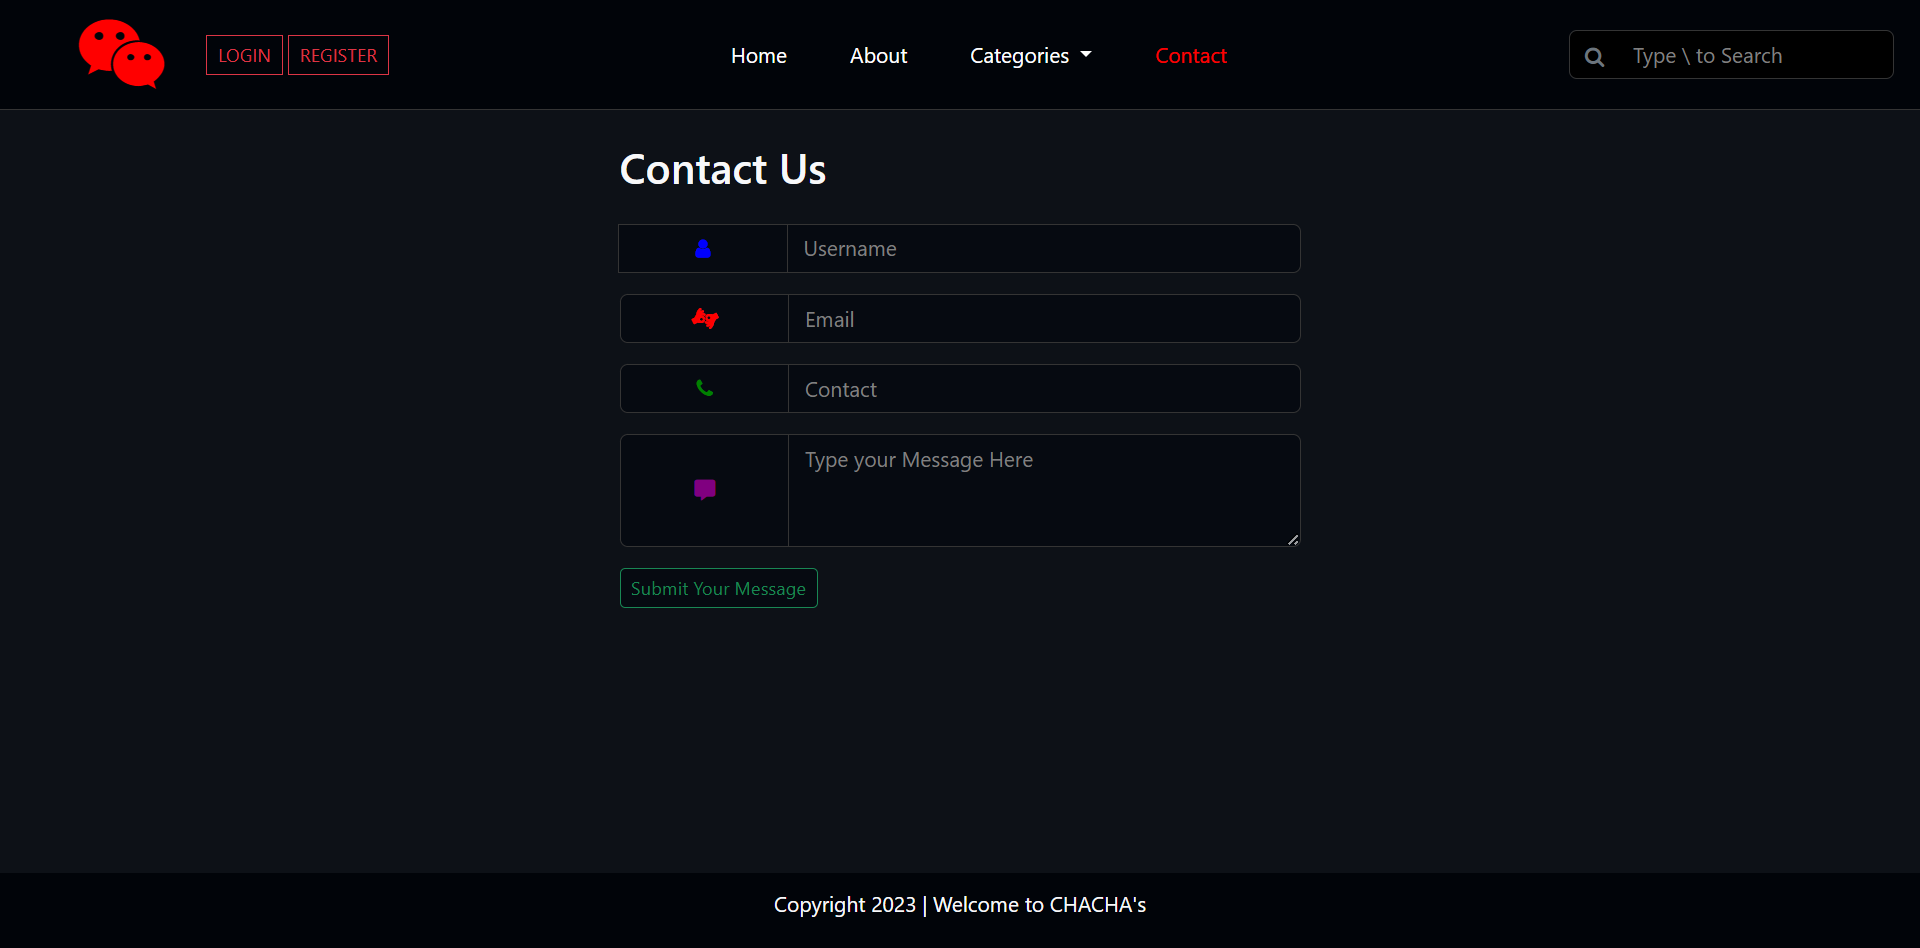 LOGIN REGISTER Home About Categories Contact Type \ to Search
Contact Us
Username
Email
Contact
Type your Message Here
Submit Your Message
Copyright 2023 | Welcome to CHACHA's